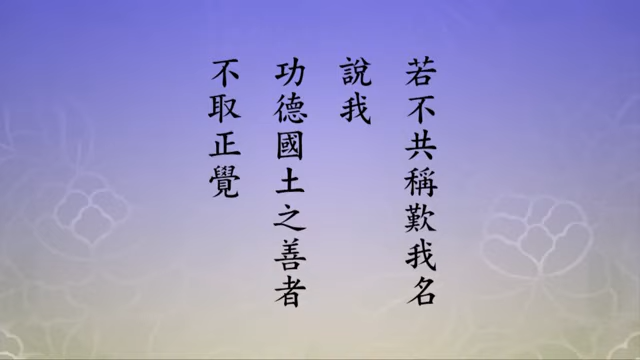 若不共稱歎我名
說我
功德國土之善者
不取正覺